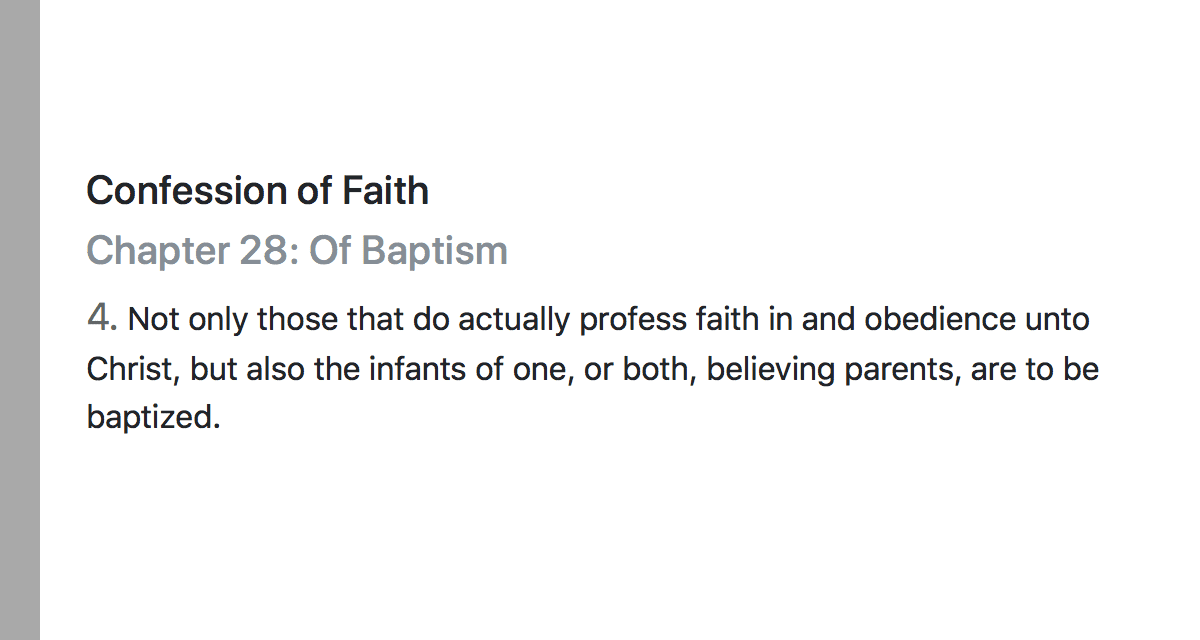 Confession of Faith
Chapter 28: Of Baptism
4. Not only those that do actually profess faith in and obedience unto
Christ, but also the infants of one, or both, believing parents, are to be
baptized.